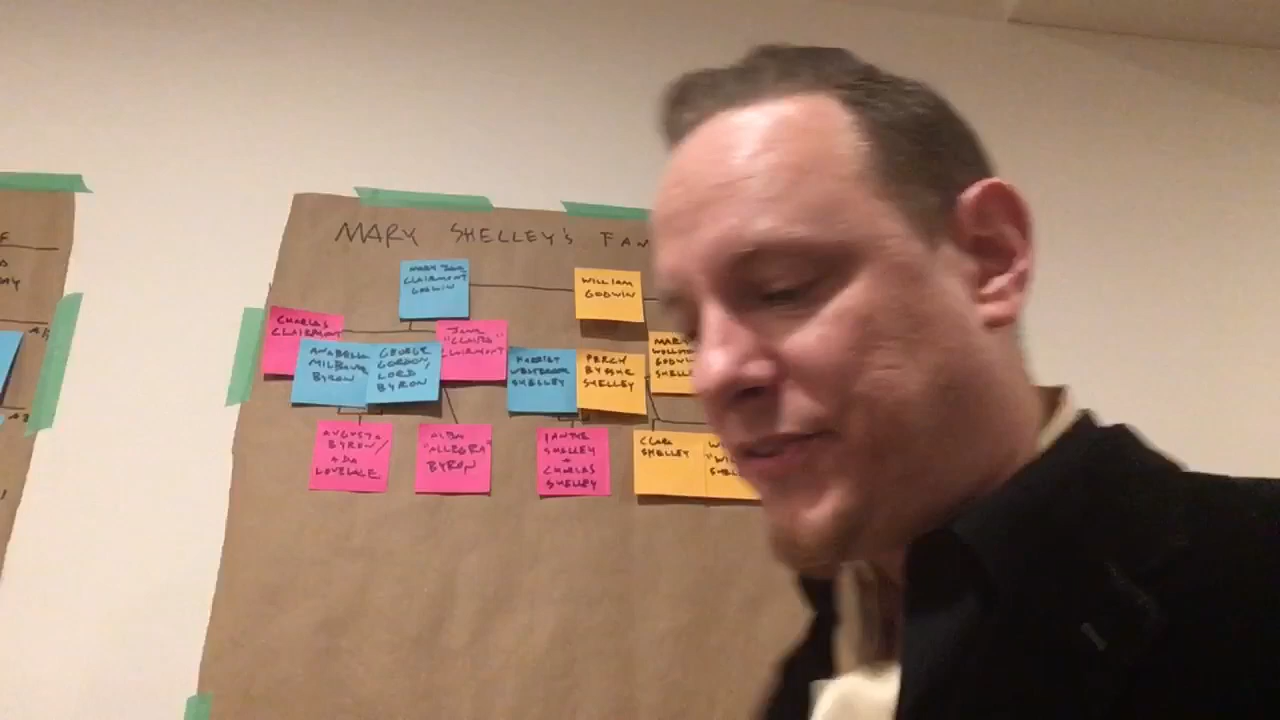 MARY SHELLEY'S FAM
MARY JANE
CLAIRMONT
GODWIN
WILLIAM
GODWIN
CHARLES
CLAIRMONT
JANE
"CLAIRE"
CLAIRMONT
ANABELLA
MILBANKE
BYRON
GEORGE
GORDON,
LORD
BYRON
HARRIET
WESTBROOK
SHELLEY
PERCY
BYSSHE
SHELLEY
MARY
AUGUSTA
BYRON/
ADA
LOVELACE
ALBA
"ALLEGRA"
BYRON
IANTHE
SHELLEY
+
CHARLES
SHELLEY
CLARA
SHELLEY